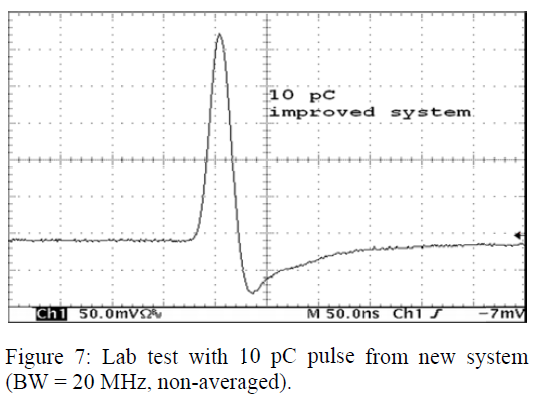 10 pC
improved system
Ch1 50.0mVΩ M 50.0ns Ch1 -7mV
Figure 7: Lab test with 10 pC pulse from new system
(BW = 20 MHz, non-averaged).